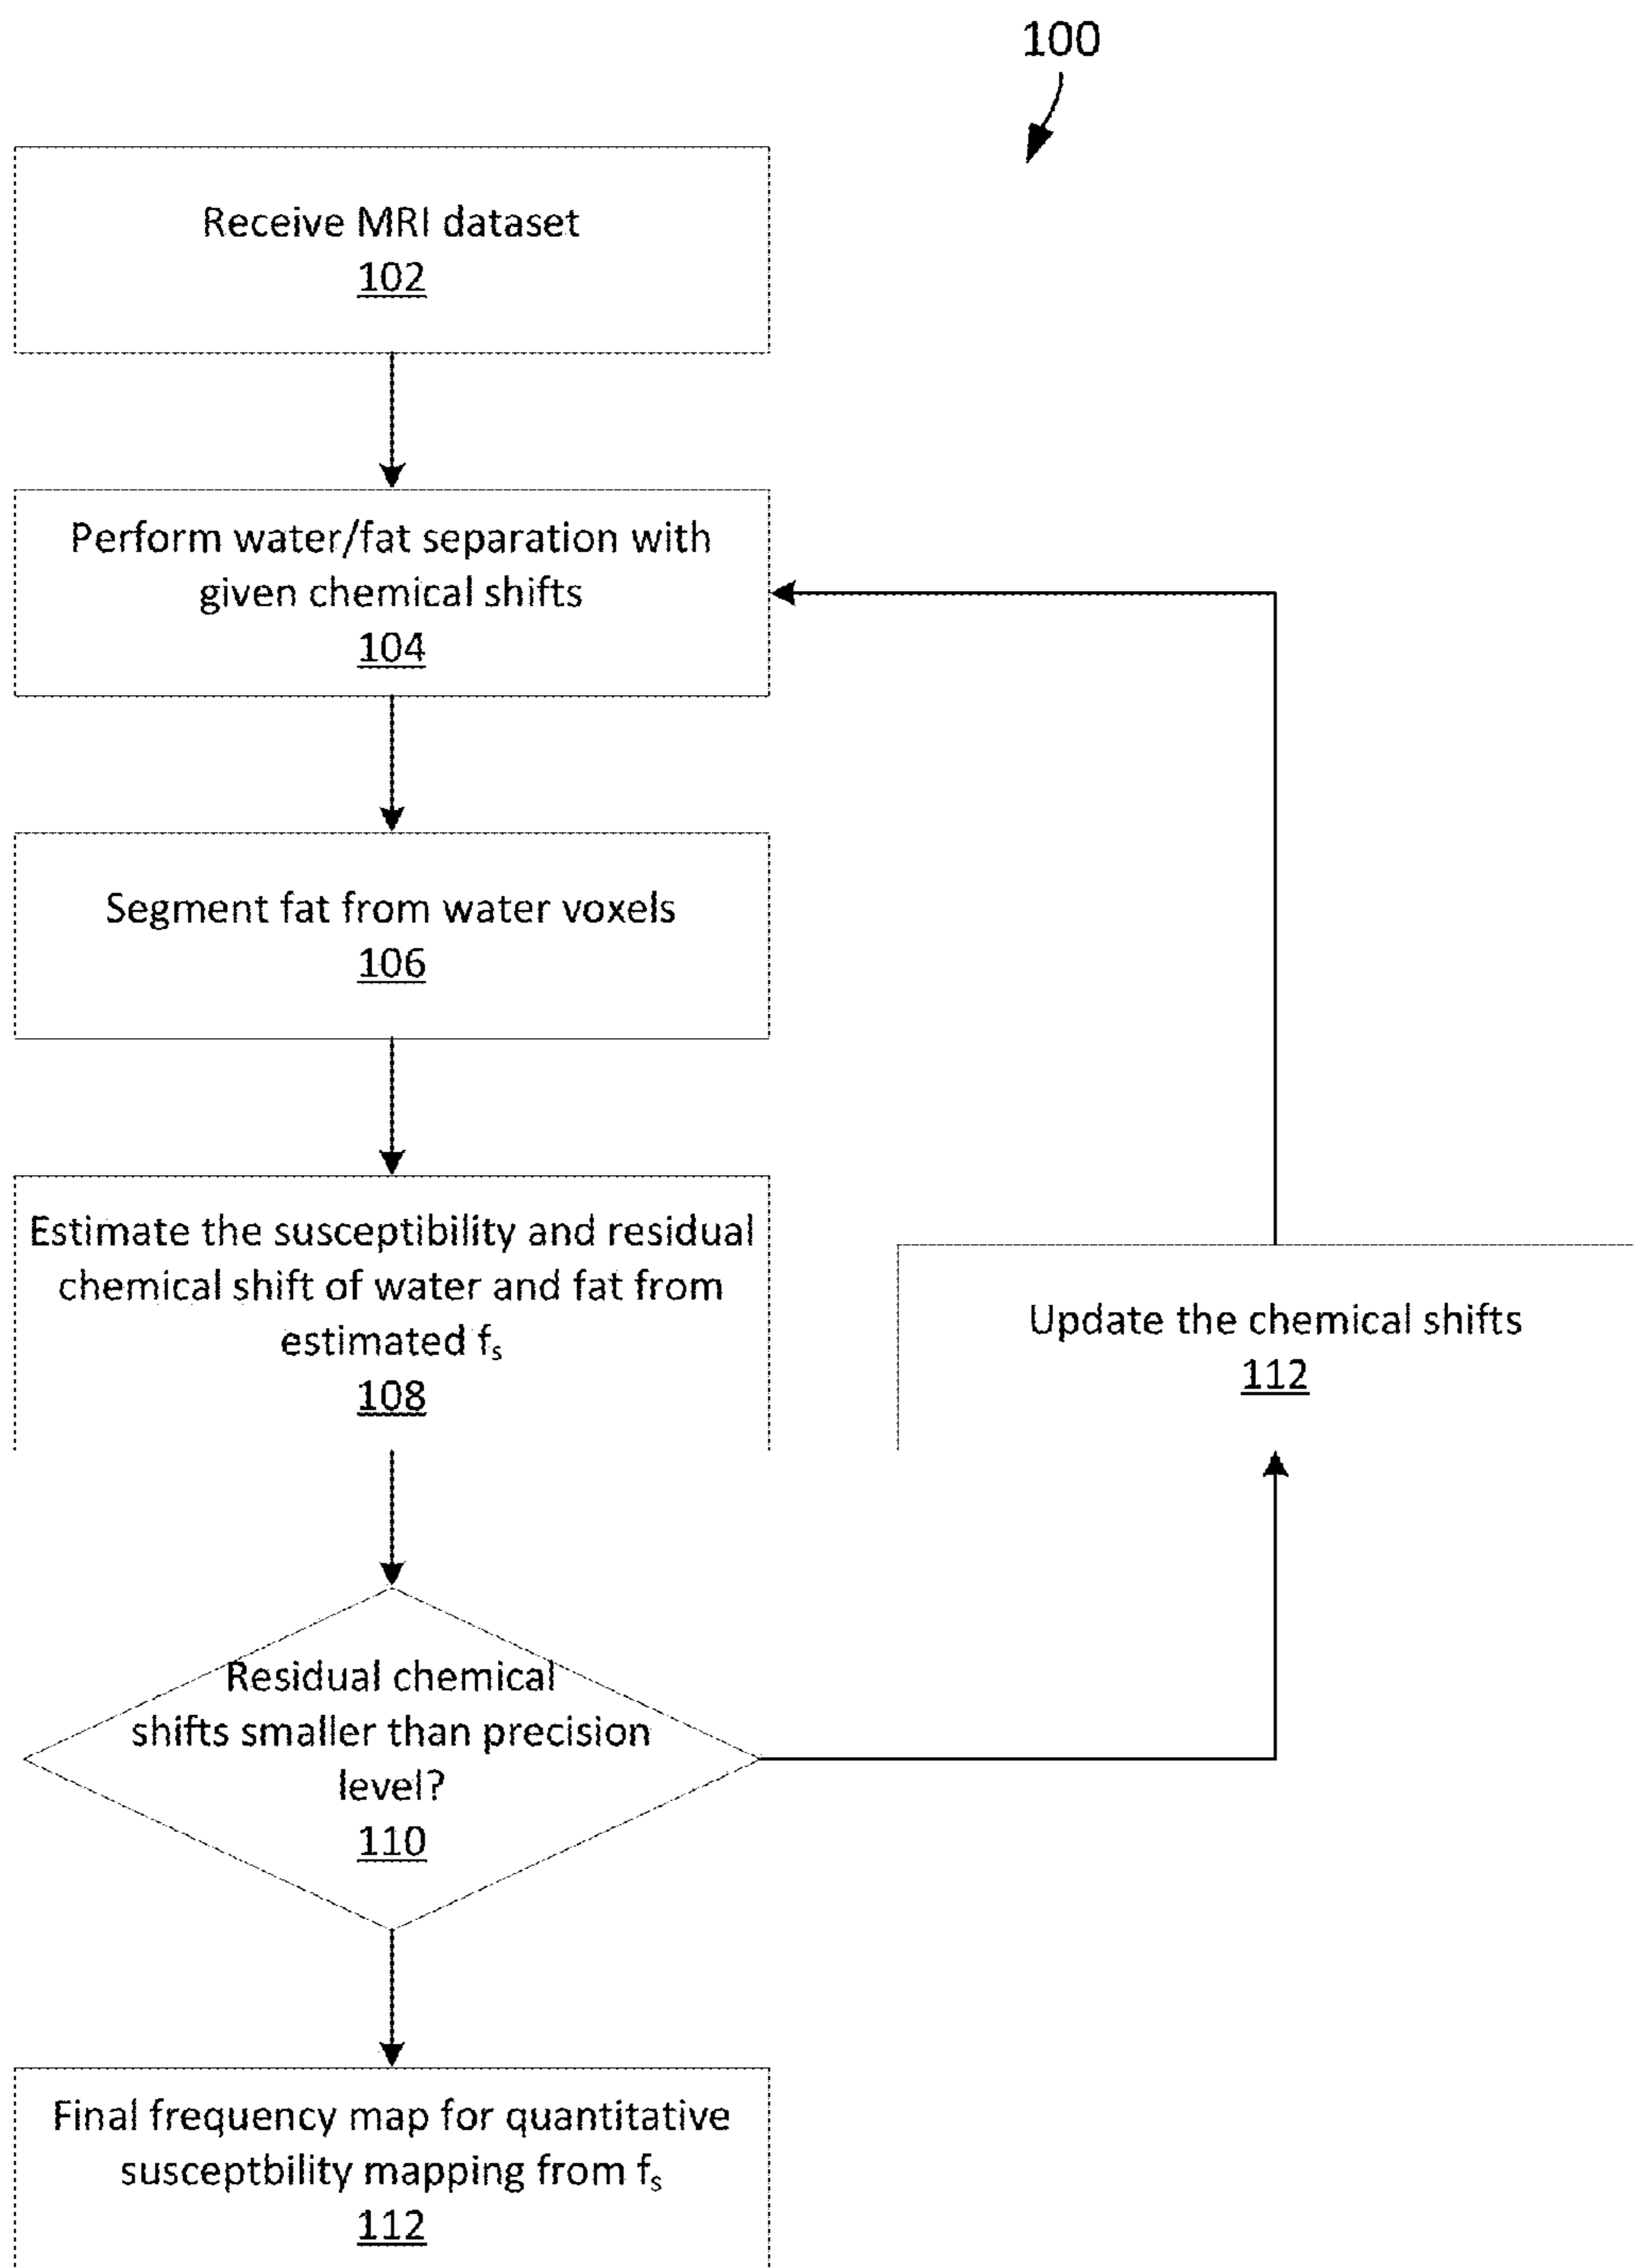 100
Receive MRI dataset
102
Perform water/fat separation with
given chemical shifts
104
Segment fat from water voxels
106
Estimate the susceptibility and residual
chemical shift of water and fat from
estimated fs
108
Update the chemical shifts
112
Residual chemical
shifts smaller than precision
level?
110
Final frequency map for quantitative
susceptbility mapping from fs
112